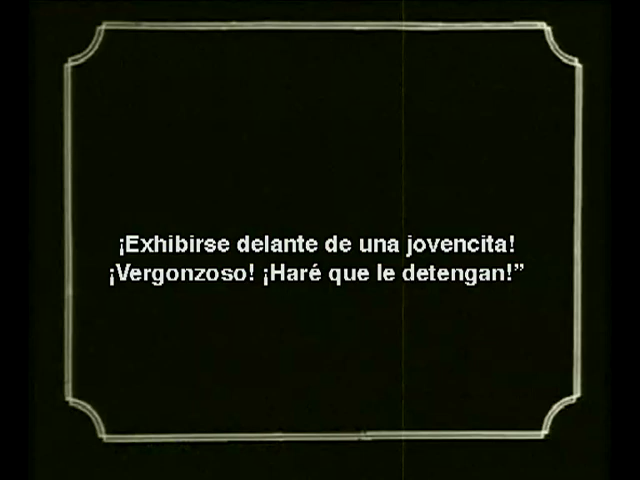 ¡Exhibirse delante de una jovencita!
¡Vergonzoso! ¡Haré que le detengan!”